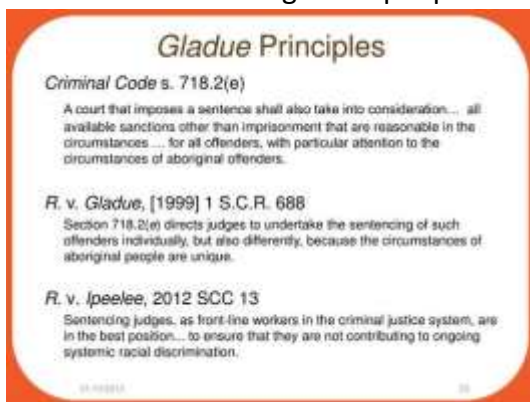 Gladue Principles
Criminal Code s. 718.2(e)
A court that imposes a sentence shall also take into consideration... all
available sanctions other than imprisonment that are reasonable in the
circumstances .... for all offenders, with particular attention to the
circumstances of aboriginal offenders.
R. v. Gladue, [1999] 1 S.C.R. 688
Section 718.2(e) directs judges to undertake the sentencing of such
offenders individually, but also differently, because the circumstances of
aboriginal people are unique.
R. v. Ipeelee, 2012 SCC 13
Sentencing judges, as front-line workers in the criminal justice system, are
in the best position... to ensure that they are not contributing to ongoing
systemic racial discrimination.